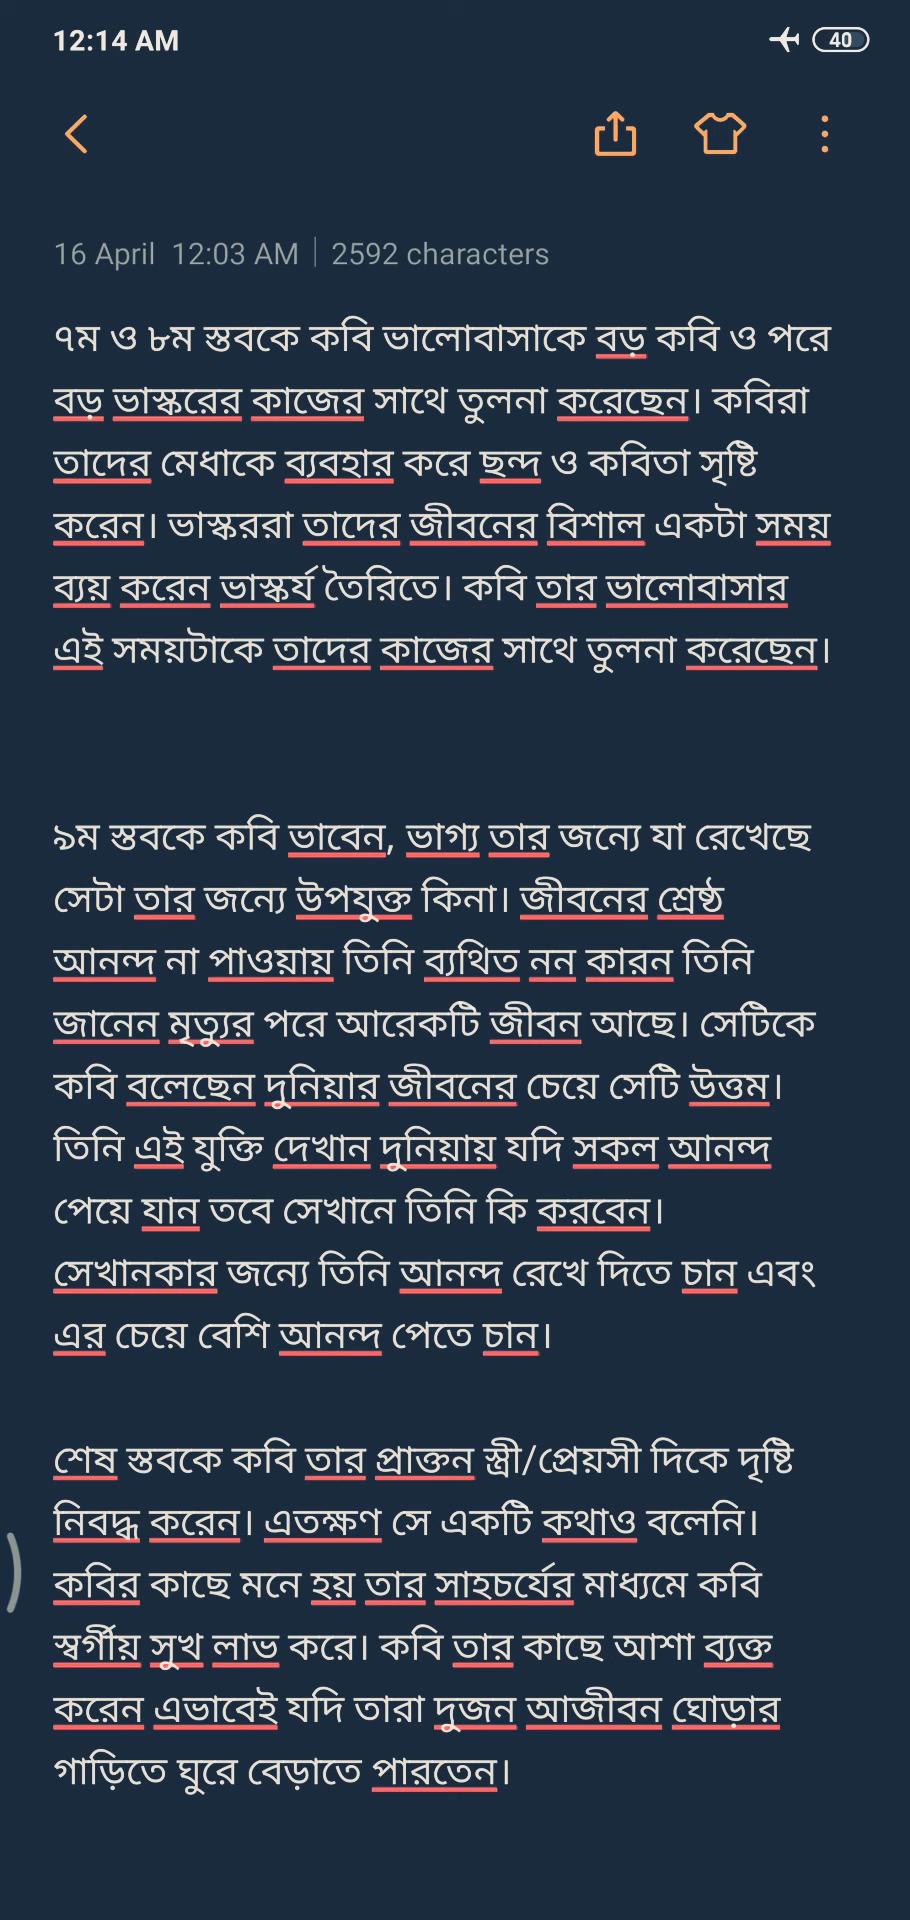 12:14 AM
40
16 April 12:03 AM | 2592 characters
৭ম ও ৮ম স্তবকে কবি ভালোবাসাকে বড় কবি ও পরে
বড় ভাস্করের কাজের সাথে তুলনা করেছেন। কবিরা
তাদের মেধাকে ব্যবহার করে ছন্দ ও কবিতা সৃষ্টি
করেন। ভাস্কররা তাদের জীবনের বিশাল একটা সময়
ব্যয় করেন ভাস্কর্য তৈরিতে। কবি তার ভালোবাসার
এই সময়টাকে তাদের কাজের সাথে তুলনা করেছেন।
৯ম স্তবকে কবি ভাবেন, ভাগ্য তার জন্যে যা রেখেছে
সেটা তার জন্যে উপযুক্ত কিনা। জীবনের শ্রেষ্ঠ
আনন্দ না পাওয়ায় তিনি ব্যথিত নন কারন তিনি
জানেন মৃত্যুর পরে আরেকটি জীবন আছে। সেটিকে
কবি বলেছেন দুনিয়ার জীবনের চেয়ে সেটি উত্তম।
তিনি এই যুক্তি দেখান দুনিয়ায় যদি সকল আনন্দ
পেয়ে যান তবে সেখানে তিনি কি করবেন।
সেখানকার জন্যে তিনি আনন্দ রেখে দিতে চান এবং
এর চেয়ে বেশি আনন্দ পেতে চান।
শেষ স্তবকে কবি তার প্রাক্তন স্ত্রী/প্রেয়সী দিকে দৃষ্টি
নিবদ্ধ করেন। এতক্ষণ সে একটি কথাও বলেনি।
কবির কাছে মনে হয় তার সাহচর্যের মাধ্যমে কবি
স্বর্গীয় সুখ লাভ করে। কবি তার কাছে আশা ব্যক্ত
করেন এভাবেই যদি তারা দুজন আজীবন ঘোড়ার
গাড়িতে ঘুরে বেড়াতে পারতেন।